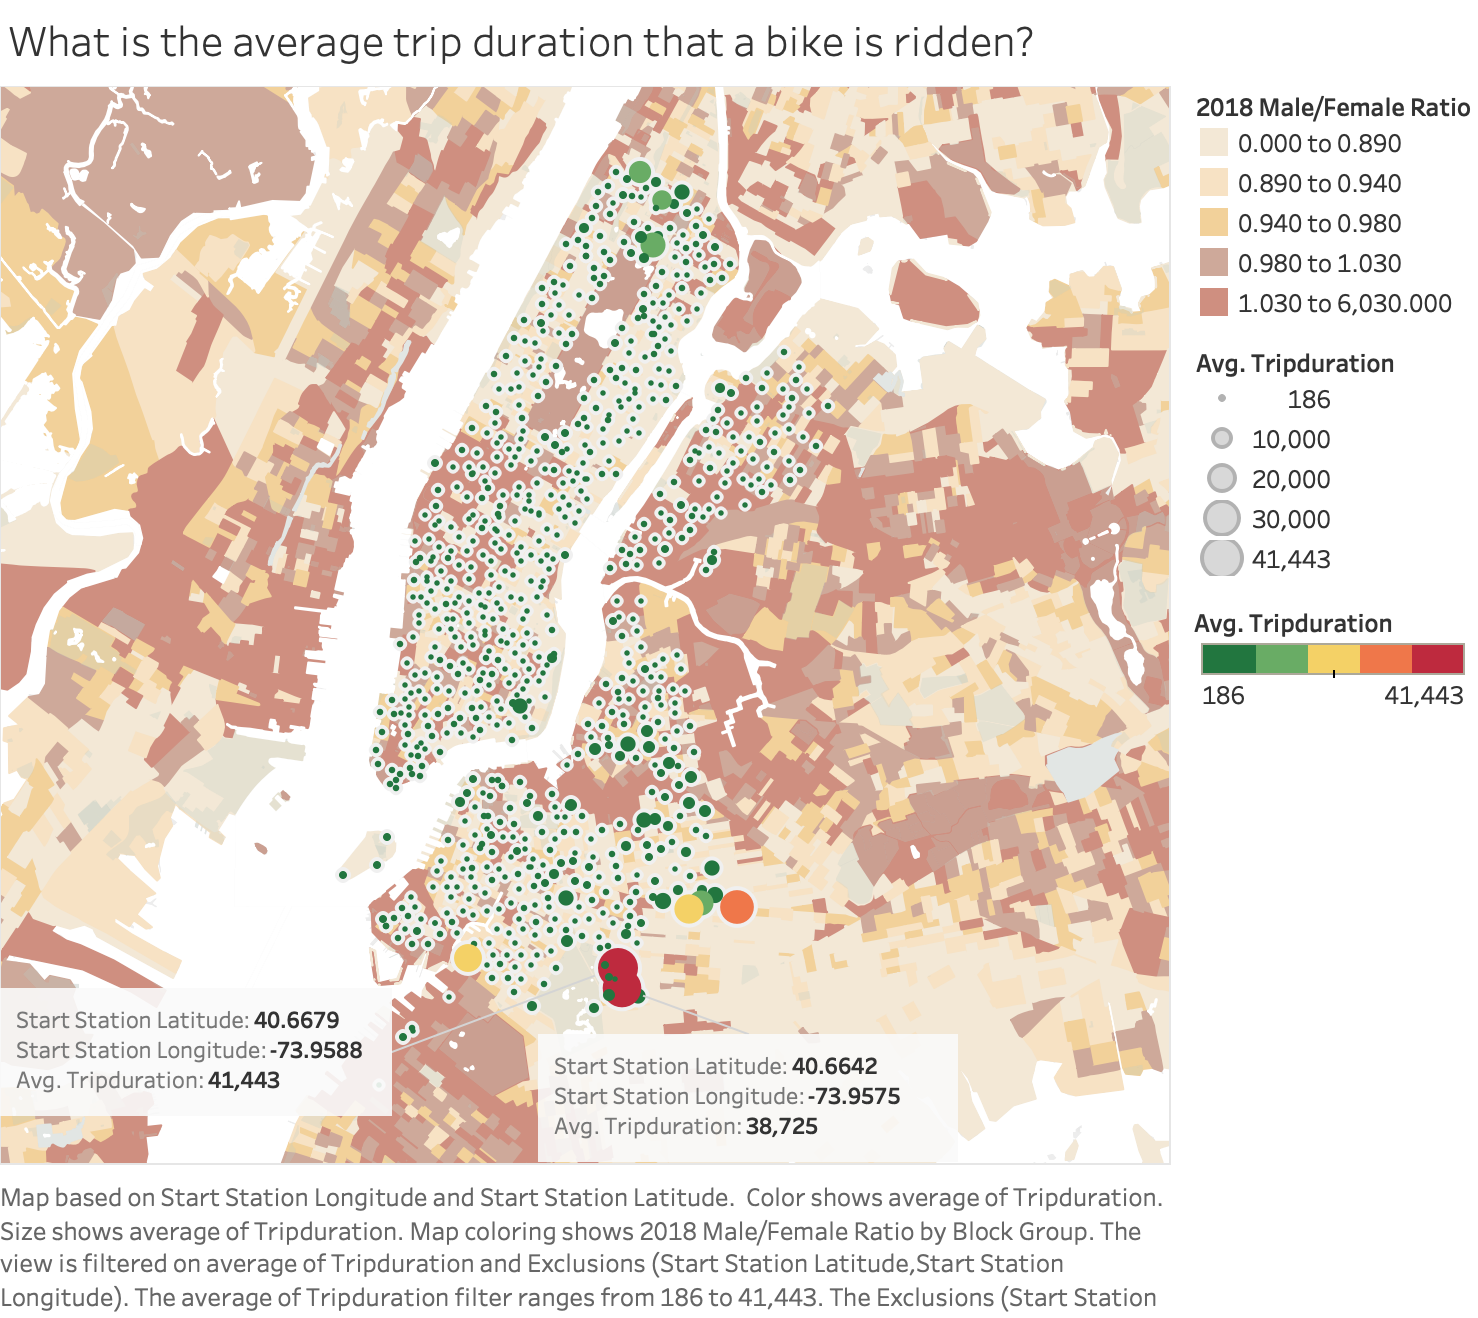 What is the average trip duration that a bike is ridden?
2018 Male/Female Ratio
0.000 to 0.890
0.890 to 0.940
0.940 to 0.980
0.980 to 1.030
1.030 to 6,030.000
Avg. Tripduration
186
10,000
20,000
30,000
41,443
Avg. Tripduration
186 41,443
Start Station Latitude: 40.6679
Start Station Longitude: -73.9588
Avg. Tripduration: 41,443
Start Station Latitude: 40.6642
Start Station Longitude: -73.9575
Avg. Tripduration: 38,725
Map based on Start Station Longitude and Start Station Latitude.  Color shows average of Tripduration.
Size shows average of Tripduration. Map coloring shows 2018 Male/Female Ratio by Block Group. The
view is filtered on average of Tripduration and Exclusions (Start Station Latitude,Start Station
Longitude). The average of Tripduration filter ranges from 186 to 41,443. The Exclusions (Start Station